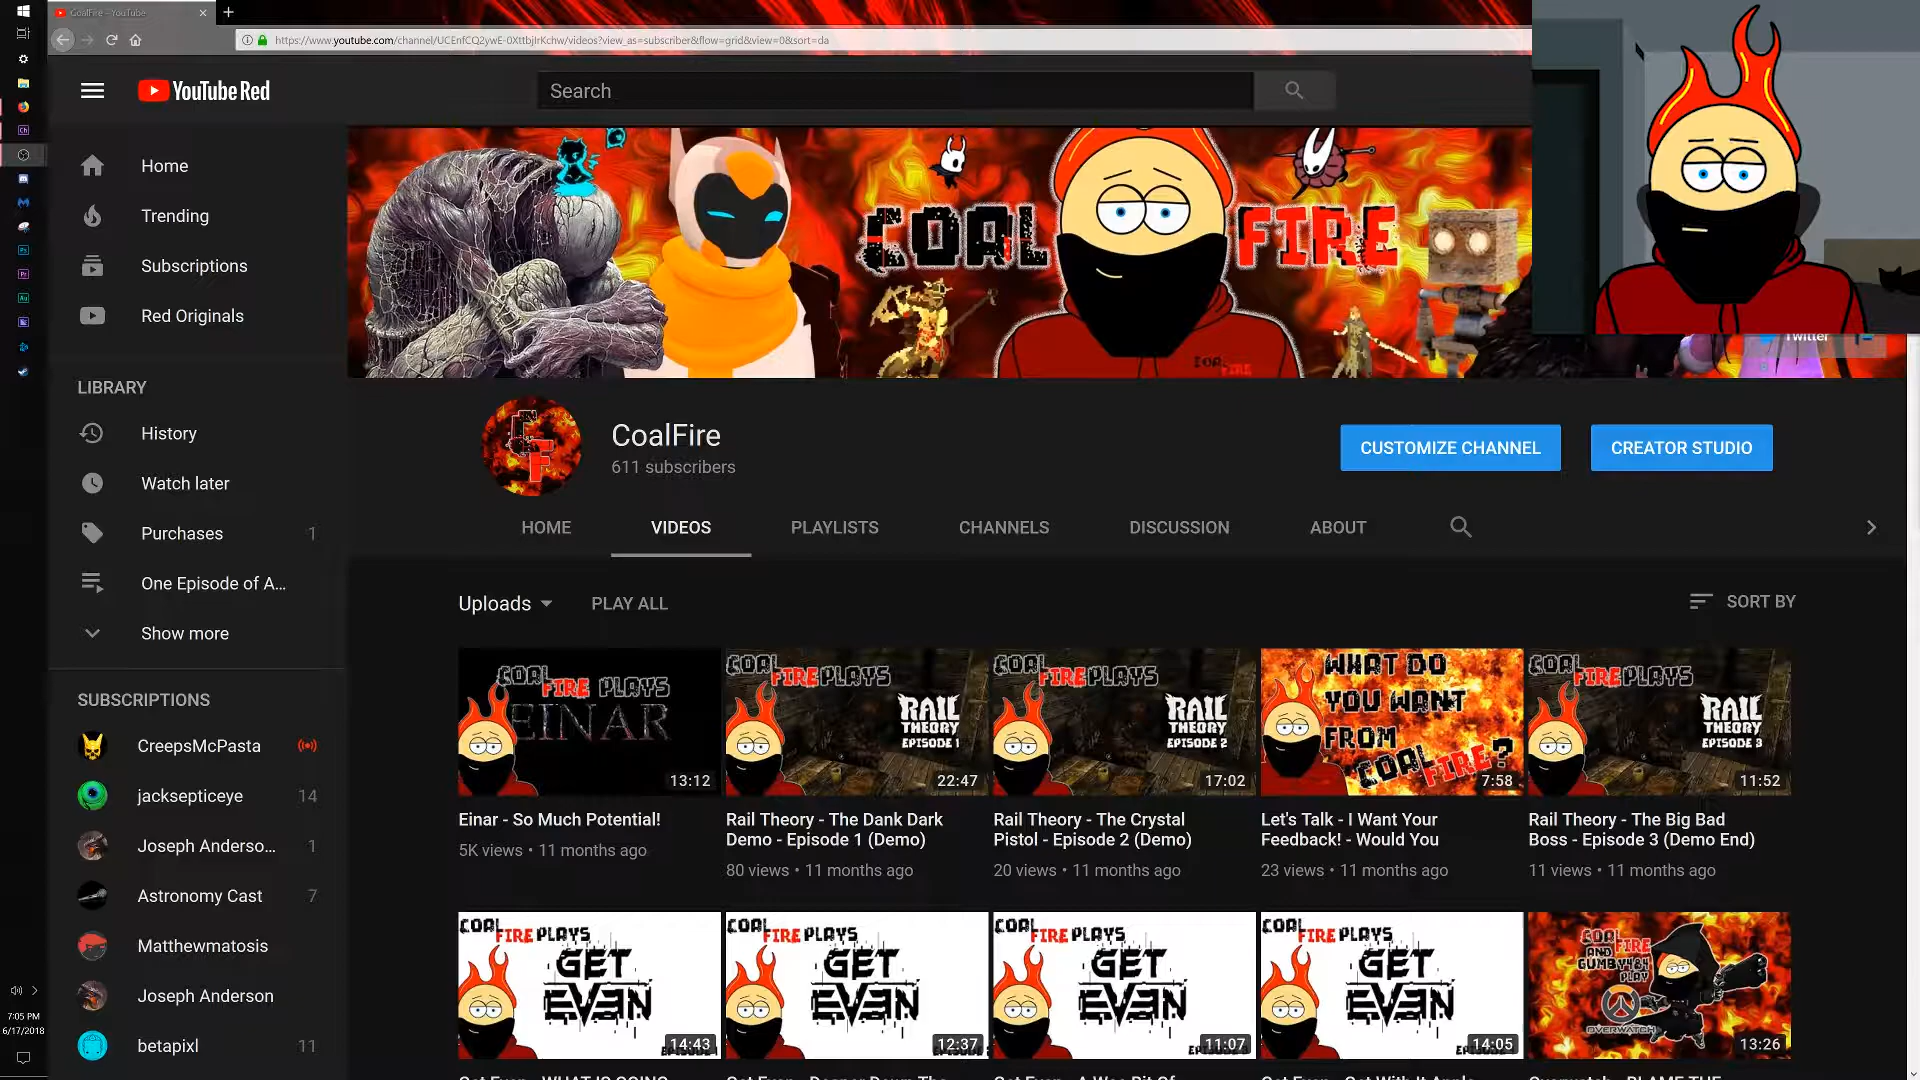 CoalFire - YouTube
https://www.youtube.com/channel/UCEnfCQ2ywE-0XttbjIrKchw/videos?view_as=subscriber&flow=grid&view=0&sort=da
YouTube Red
Search
Home
Trending
Subscriptions
Red Originals
LIBRARY
History
Watch later
Purchases 1
One Episode of A...
Show more
SUBSCRIPTIONS
CreepsMcPasta
jacksepticeye 14
Joseph Anderso... 1
Astronomy Cast 7
Matthewmatosis
Joseph Anderson
betapixl 11
7:05 PM
6/17/2018
COAL FIRE
COAL
FIRE
Twitter
CoalFire
611 subscribers
CUSTOMIZE CHANNEL
CREATOR STUDIO
HOME
VIDEOS
PLAYLISTS
CHANNELS
DISCUSSION
ABOUT
Uploads
PLAY ALL
SORT BY
COAL FIRE PLAYS
EINAR
13:12
Einar - So Much Potential!
5K views • 11 months ago
COAL FIRE PLAYS
RAIL
THEORY
EPISODE 1
22:47
Rail Theory - The Dank Dark
Demo - Episode 1 (Demo)
80 views • 11 months ago
COAL FIRE PLAYS
RAIL
THEORY
EPISODE 2
17:02
Rail Theory - The Crystal
Pistol - Episode 2 (Demo)
20 views • 11 months ago
WHAT DO
YOU WANT
FROM
COALFIRE?
7:58
Let's Talk - I Want Your
Feedback! - Would You
23 views • 11 months ago
COAL FIRE PLAYS
RAIL
THEORY
EPISODE 3
11:52
Rail Theory - The Big Bad
Boss - Episode 3 (Demo End)
11 views • 11 months ago
COAL FIRE PLAYS
GET
EVEN
14:43
COAL FIRE PLAYS
GET
EVEN
12:37
COAL FIRE PLAYS
GET
EVEN
11:07
COAL FIRE PLAYS
GET
EVEN
14:05
COAL FIRE
AND
GUMBY484
PLAY
OVERWATCH
13:26